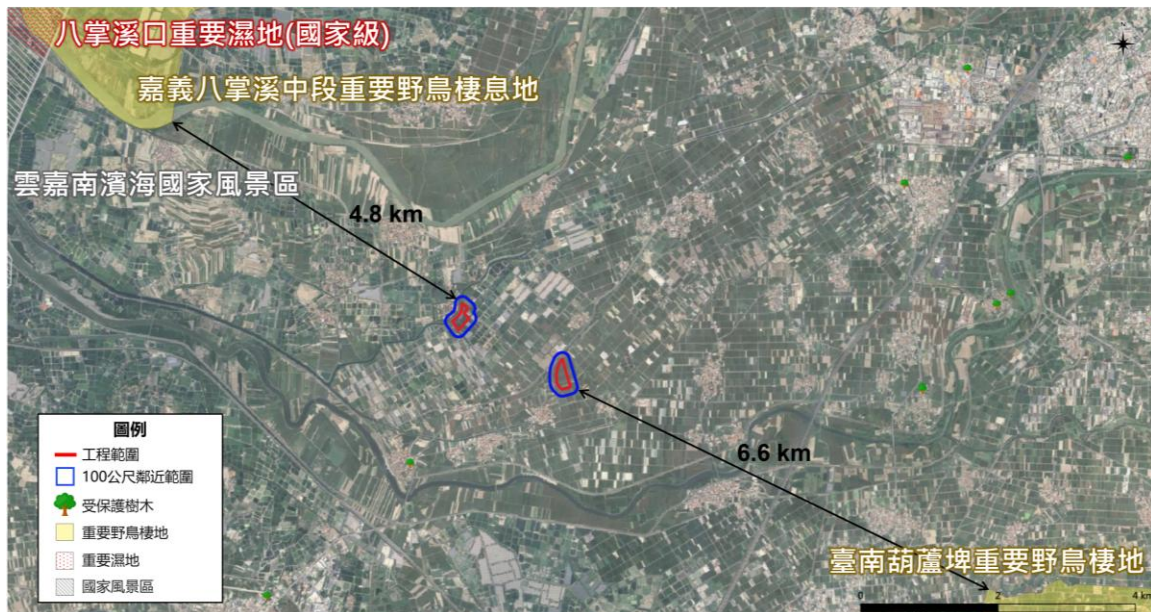 八掌溪口重要濕地(國家級)
嘉義八掌溪中段重要野鳥棲息地
雲嘉南濱海國家風景區
4.8 km
6.6 km
圖例
工程範圍
100公尺鄰近範圍
受保護樹木
重要野鳥棲地
重要濕地
國家風景區
臺南葫蘆埤重要野鳥棲地
0 2 4 km